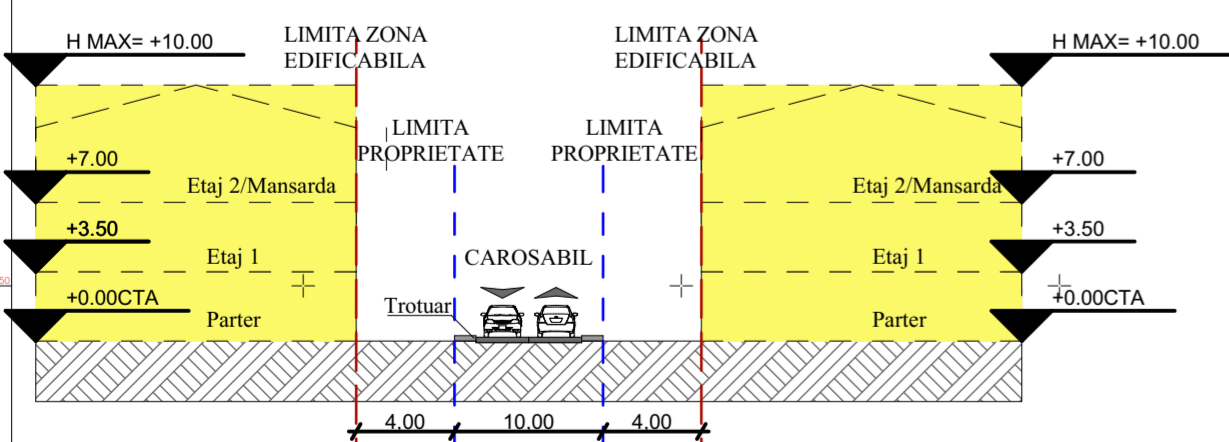 LIMITA ZONA
EDIFICABILA
LIMITA ZONA
EDIFICABILA
H MAX= +10.00
H MAX= +10.00
LIMITA
PROPRIETATE
LIMITA
PROPRIETATE
+7.00
Etaj 2/Mansarda
Etaj 2/Mansarda
+7.00
+3.50
Etaj 1
CAROSABIL
Etaj 1
+3.50
50
+0.00CTA
Parter
Trotuar
Parter
+0.00CTA
4,00
10.00
4,00